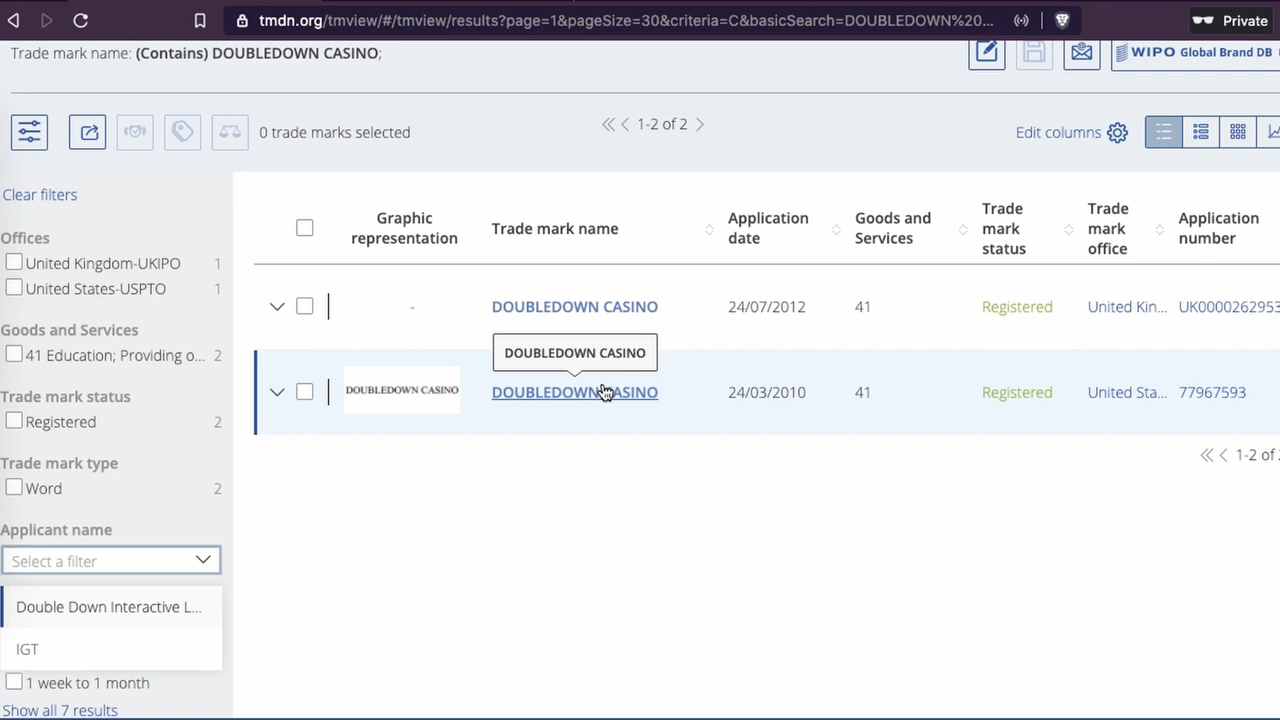 tmdn.org/tmview/#/tmview/results?page=1&pageSize=30&criteria=C&basicSearch=DOUBLEDOWN%20...
Private
Trade mark name: (Contains) DOUBLEDOWN CASINO;
WIPO Global Brand DB
0 trade marks selected
1-2 of 2
Edit columns
Clear filters
Offices
United Kingdom-UKIPO 1
United States-USPTO 1
Goods and Services
41 Education; Providing o... 2
Trade mark status
Registered 2
Trade mark type
Word 2
Applicant name
Select a filter
Double Down Interactive L...
IGT
1 week to 1 month
Show all 7 results
Graphic representation Trade mark name Application date Goods and Services Trade mark status Trade mark office Application number
- DOUBLEDOWN CASINO 24/07/2012 41 Registered United Kin... UK0000262953
DOUBLEDOWN CASINO
DOUBLEDOWN CASINO DOUBLEDOWN CASINO 24/03/2010 41 Registered United Sta... 77967593
1-2 of